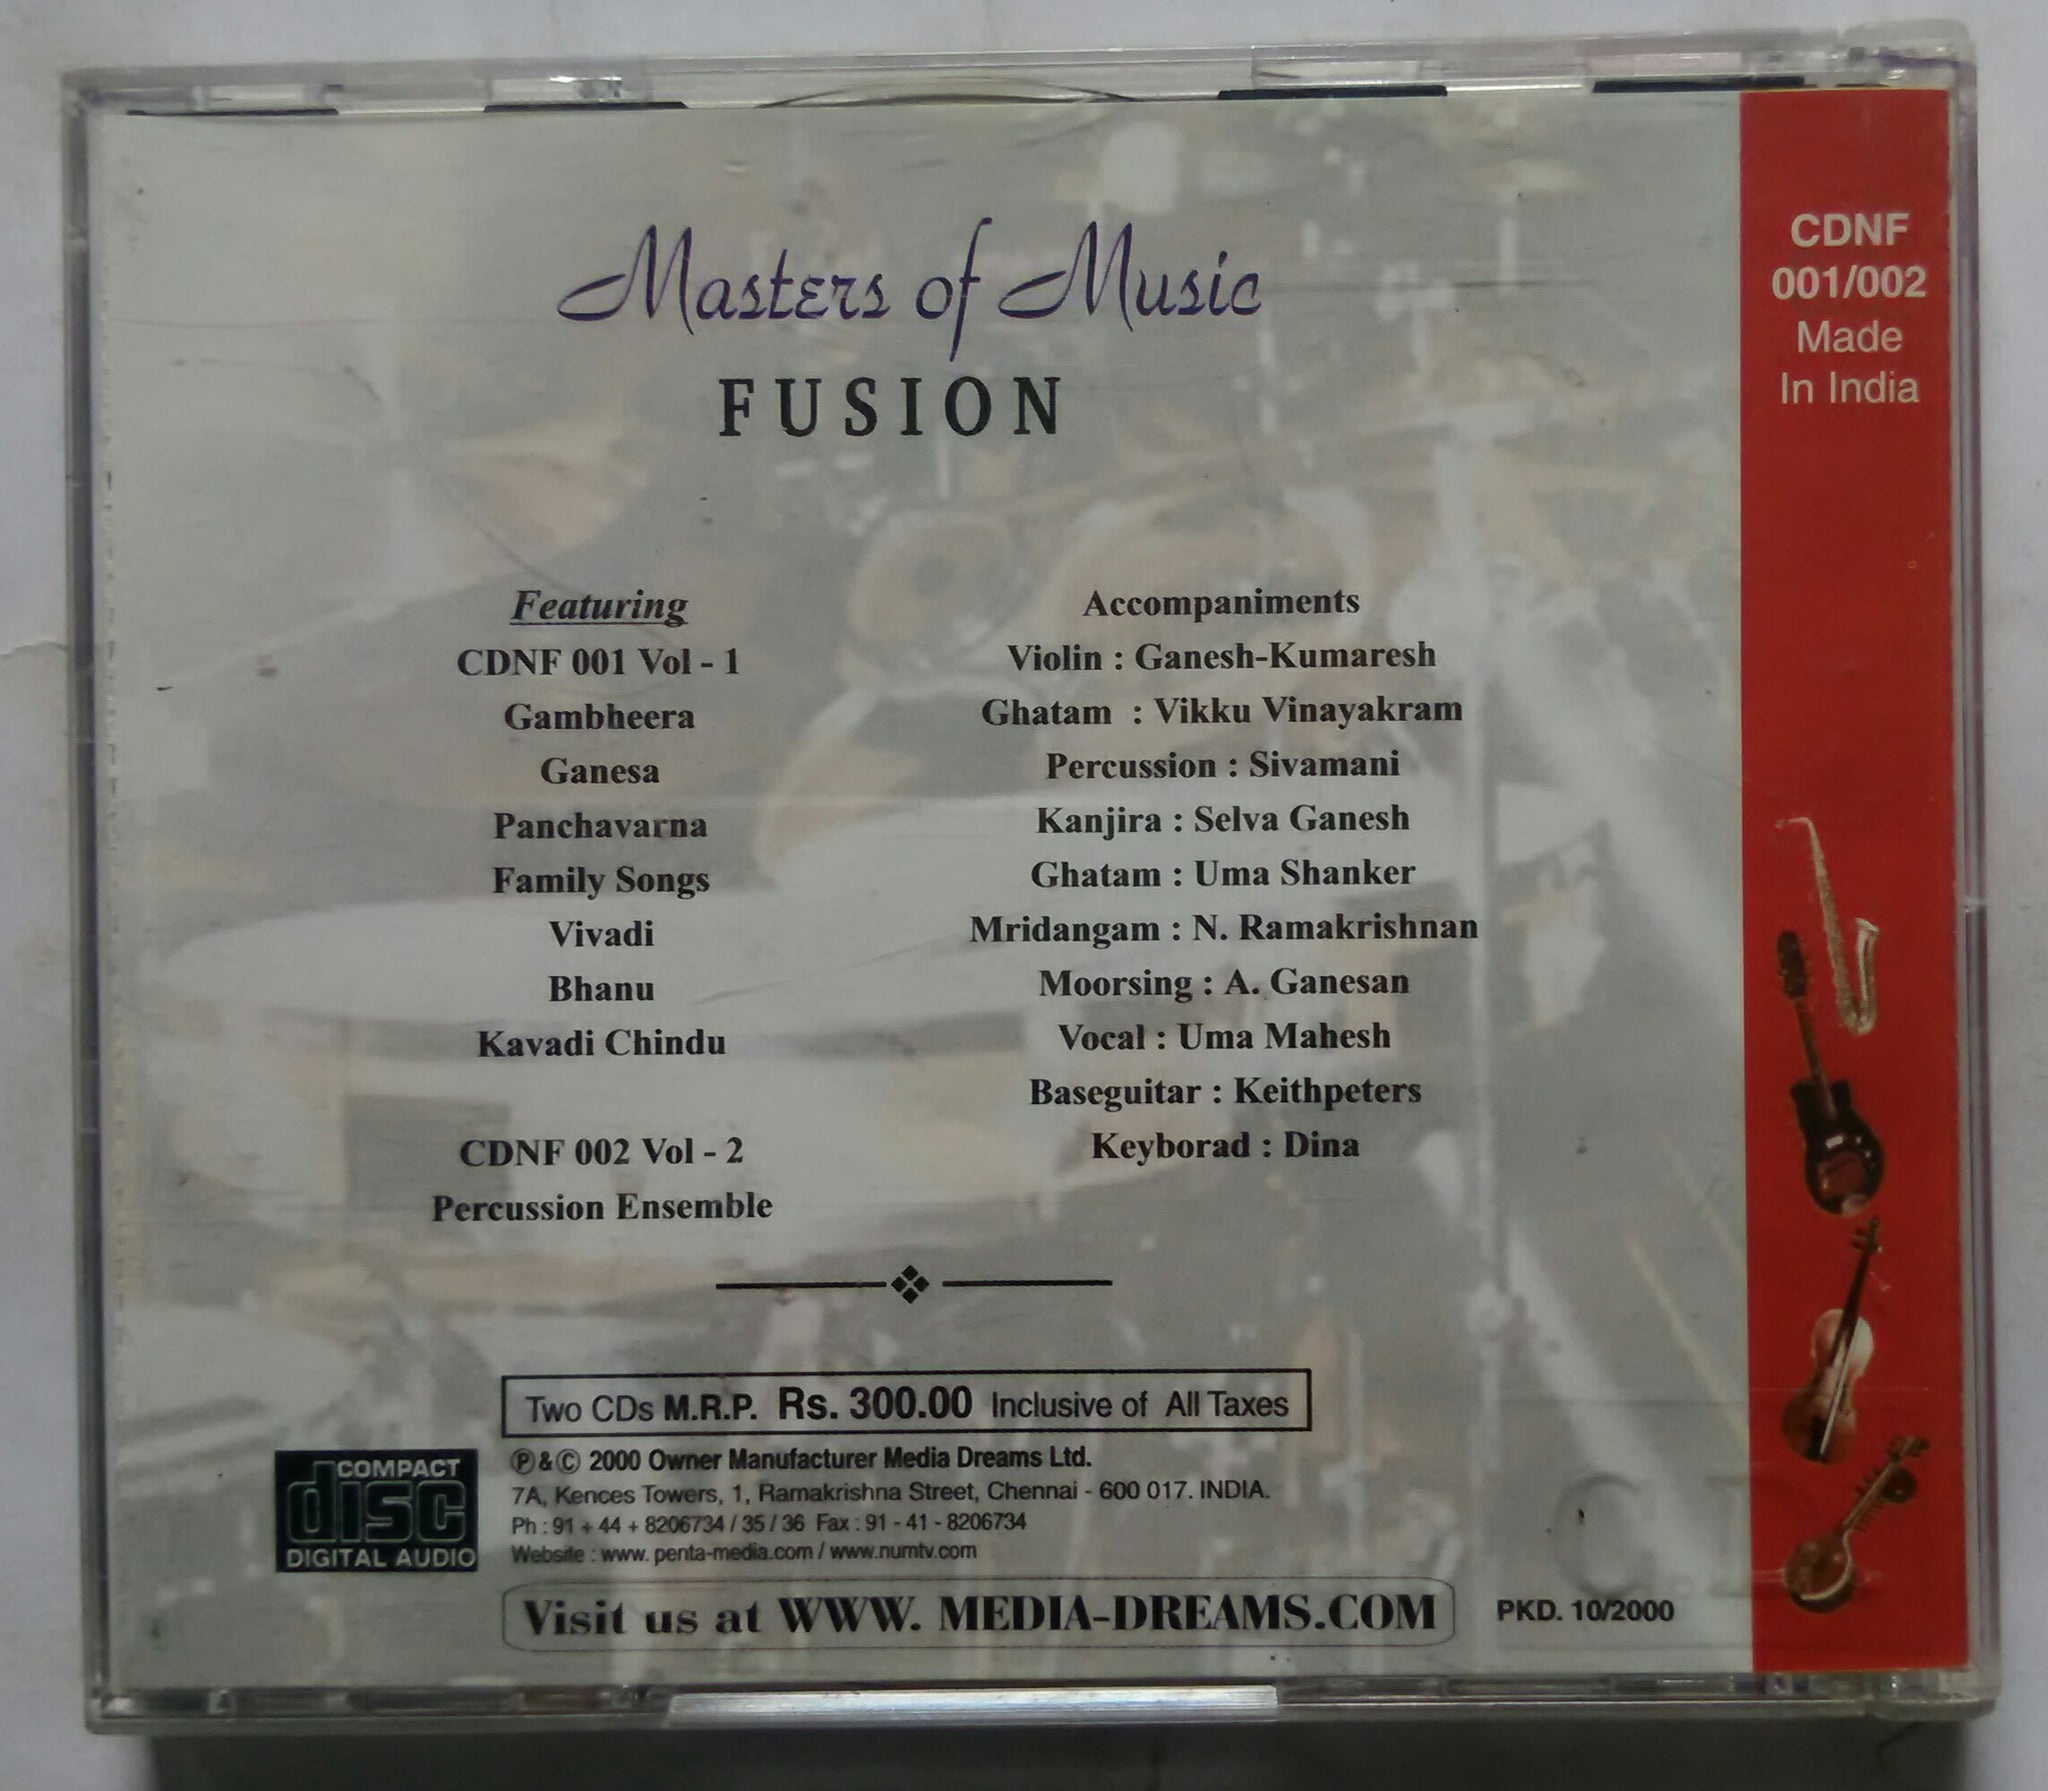 Masters of Music
FUSION
Featuring
CDNF 001 Vol - 1
Gambheera
Ganesa
Panchavarna
Family Songs
Vivadi
Bhanu
Kavadi Chindu
CDNF 002 Vol - 2
Percussion Ensemble
Accompaniments
Violin : Ganesh-Kumaresh
Ghatam : Vikku Vinayakram
Percussion : Sivamani
Kanjira : Selva Ganesh
Ghatam : Uma Shanker
Mridangam : N. Ramakrishnan
Moorsing : A. Ganesan
Vocal : Uma Mahesh
Baseguitar : Keithpeters
Keyborad : Dina
Two CDs M.R.P. Rs. 300.00 Inclusive of All Taxes
COMPACT
disc
DIGITAL AUDIO
Ⓟ & © 2000 Owner Manufacturer Media Dreams Ltd.
7A, Kences Towers, 1, Ramakrishna Street, Chennai - 600 017. INDIA.
Ph : 91 + 44 + 8206734 / 35 / 36 Fax : 91 - 41 - 8206734
Website : www. penta-media.com / www.numtv.com
Visit us at WWW. MEDIA-DREAMS.COM
PKD. 10/2000
CDNF
001/002
Made
In India